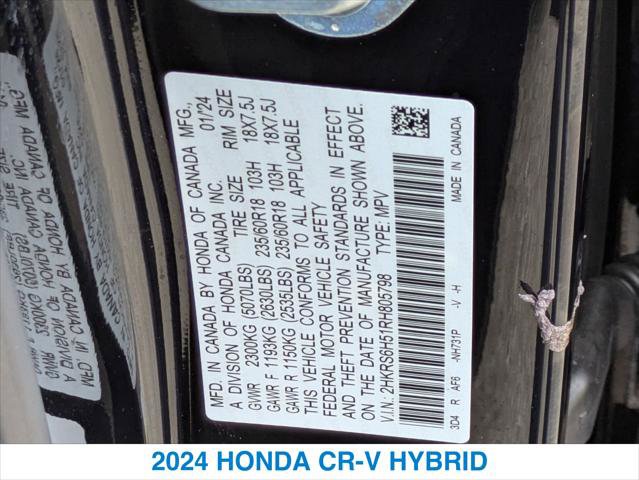 MFD. IN CANADA BY HONDA OF CANADA MFG.,
A DIVISION OF HONDA CANADA INC. 01/24
TIRE SIZE RIM SIZE
GVWR 2300KG (5070LBS)
GAWR F 1193KG (2630LBS) 235/60R18 103H 18X7.5J
GAWR R 1150KG (2535LBS) 235/60R18 103H 18X7.5J
THIS VEHICLE CONFORMS TO ALL APPLICABLE
FEDERAL MOTOR VEHICLE SAFETY
AND THEFT PREVENTION STANDARDS IN EFFECT
ON THE DATE OF MANUFACTURE SHOWN ABOVE.
V.I.N.: 2HKRS6H51RH805798 TYPE: MPV
3D4 R AF6 -NH731P -V -H MADE IN CANADA
2024 HONDA CR-V HYBRID